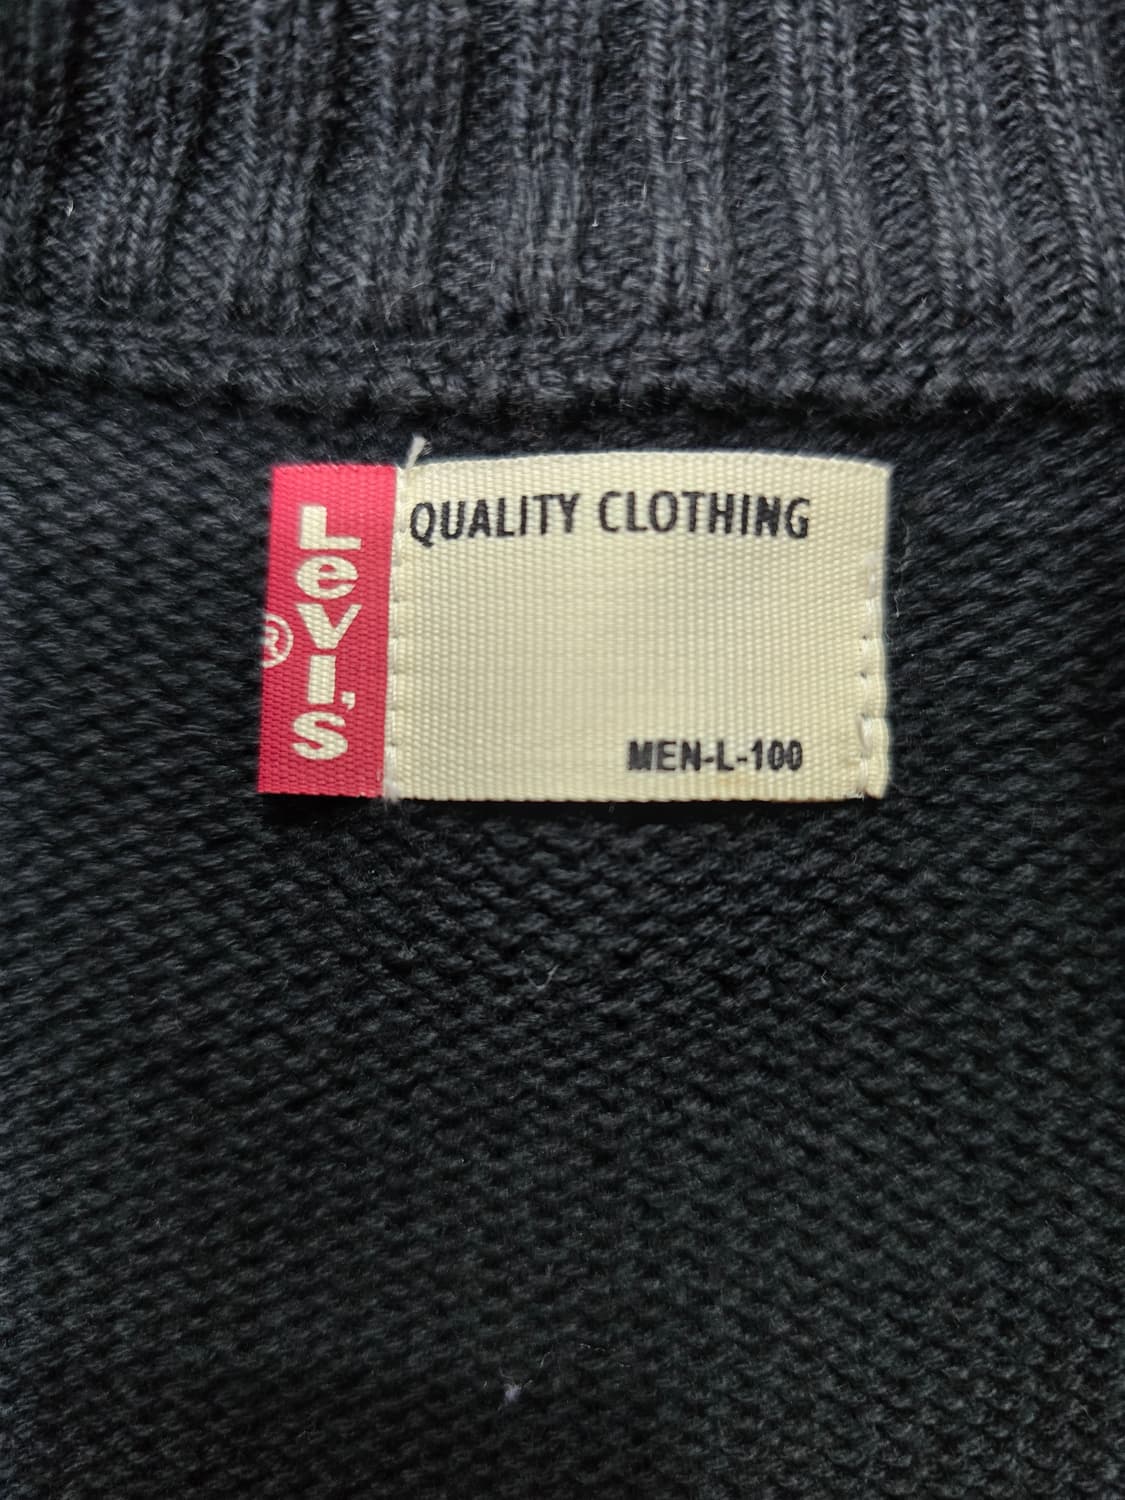 Levi's
®
QUALITY CLOTHING
MEN-L-100